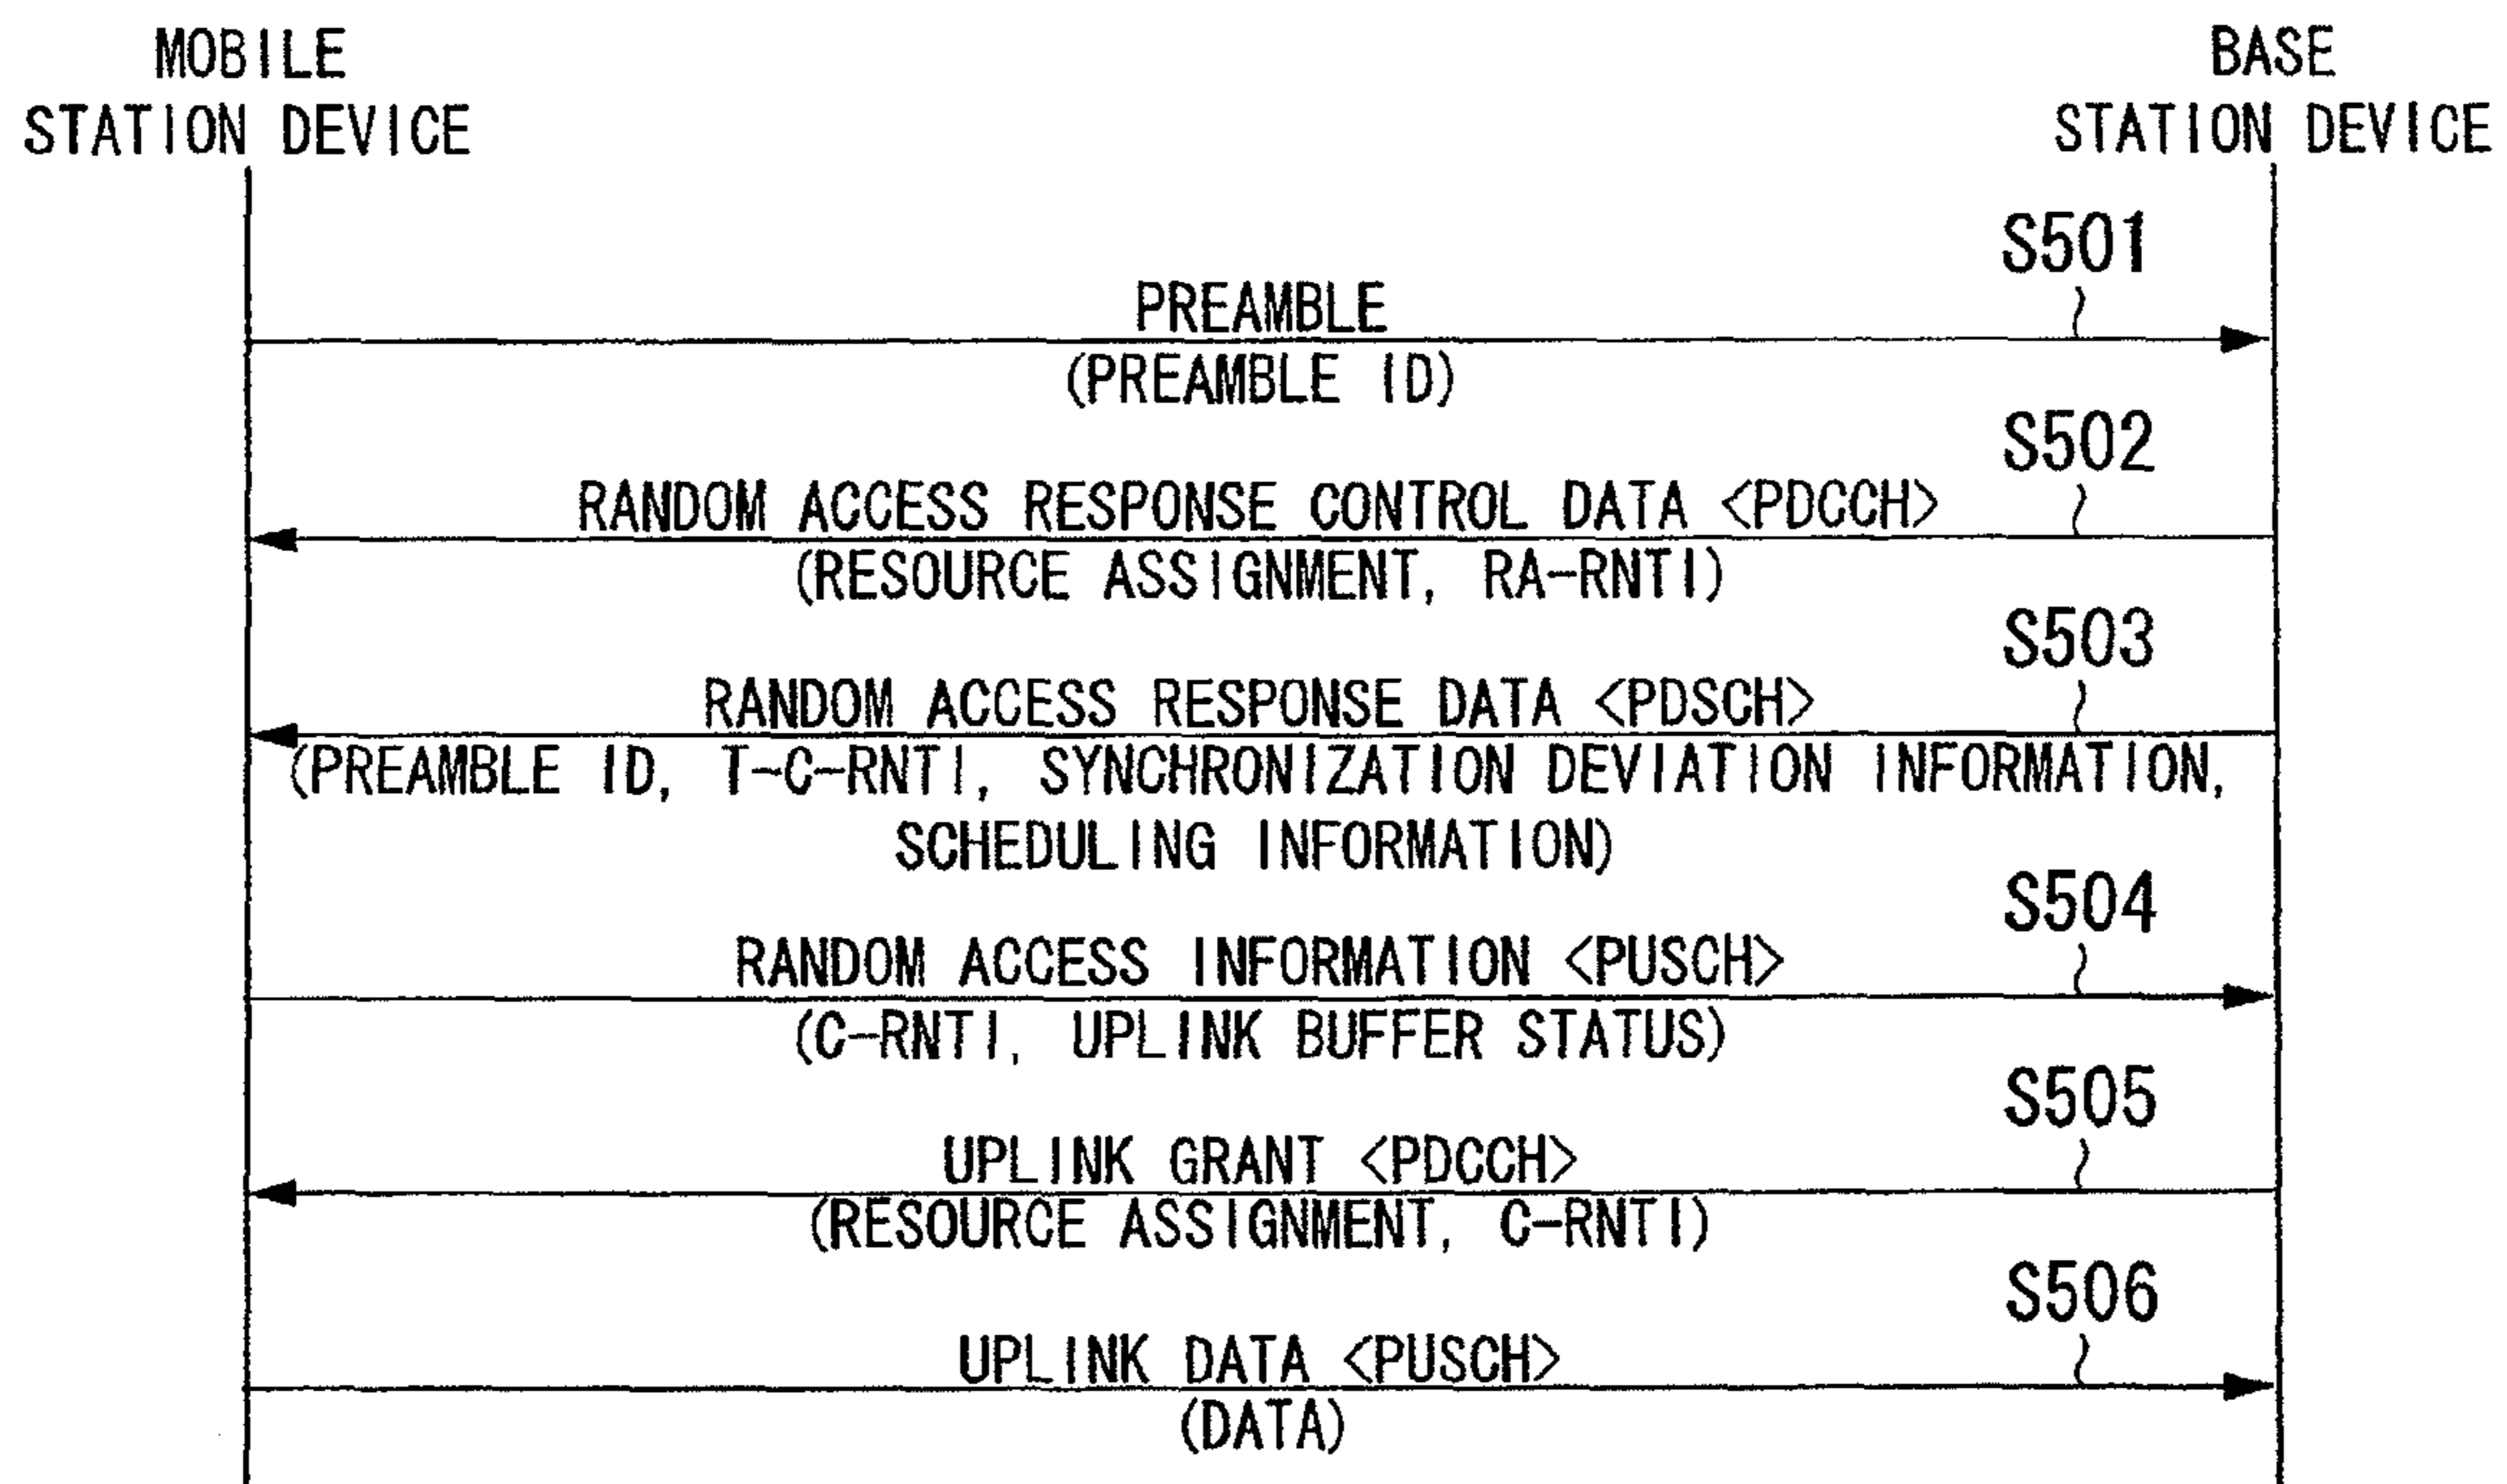 MOBILE
STATION DEVICE
BASE
STATION DEVICE
S501
PREAMBLE
(PREAMBLE ID)
S502
RANDOM ACCESS RESPONSE CONTROL DATA <PDCCH>
(RESOURCE ASSIGNMENT, RA-RNTI)
S503
RANDOM ACCESS RESPONSE DATA <PDSCH>
(PREAMBLE ID, T-C-RNTI, SYNCHRONIZATION DEVIATION INFORMATION,
SCHEDULING INFORMATION)
S504
RANDOM ACCESS INFORMATION <PUSCH>
(C-RNTI, UPLINK BUFFER STATUS)
S505
UPLINK GRANT <PDCCH>
(RESOURCE ASSIGNMENT, C-RNTI)
S506
UPLINK DATA <PUSCH>
(DATA)